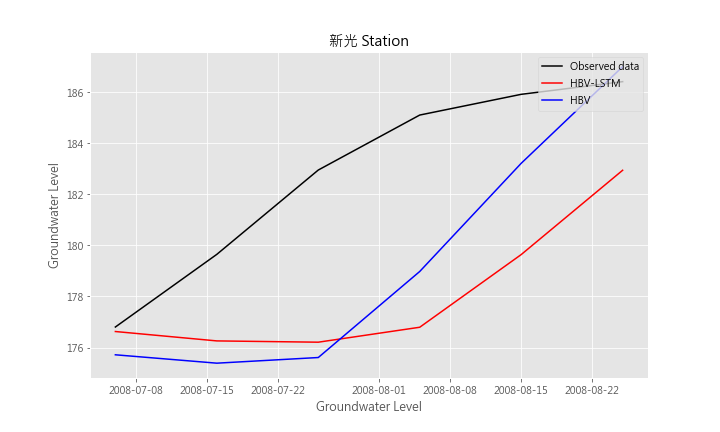 新光 Station
Observed data
HBV-LSTM
HBV
Groundwater Level
186
184
182
180
178
176
2008-07-08
2008-07-15
2008-07-22
2008-08-01
2008-08-08
2008-08-15
2008-08-22
Groundwater Level